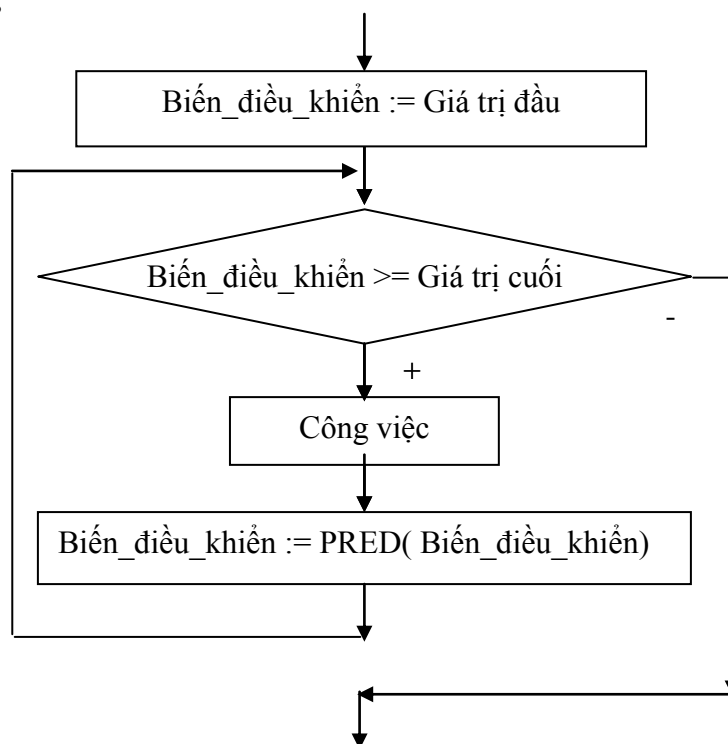 Biến_điều_khiển := Giá trị đầu
Biến_điều_khiển >= Giá trị cuối
-
+
Công việc
Biến_điều_khiển := PRED( Biến_điều_khiển)